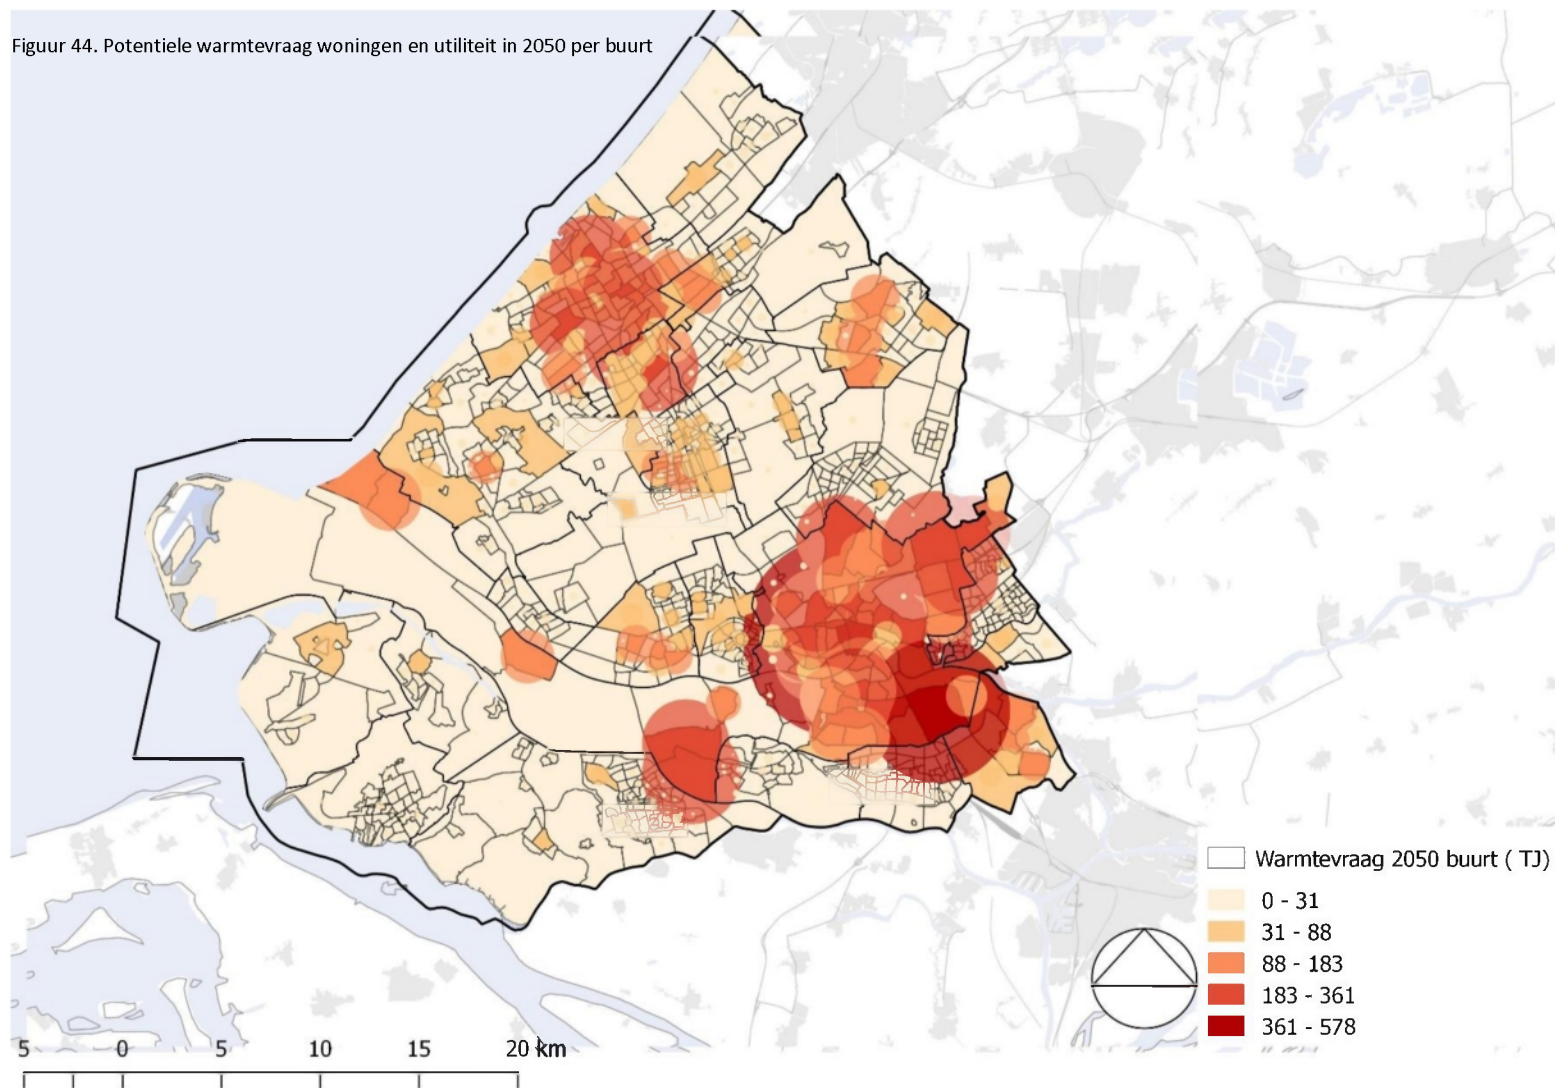 Figuur 44. Potentiele warmtevraag woningen en utiliteit in 2050 per buurt
Warmtevraag 2050 buurt ( TJ)
0 - 31
31 - 88
88 - 183
183 - 361
361 - 578
5 0 5 10 15 20 km